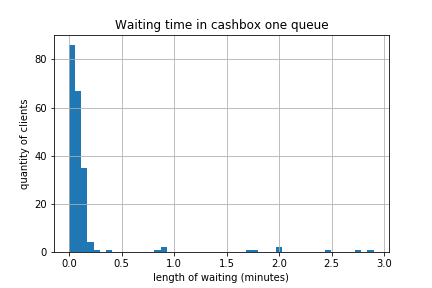 Waiting time in cashbox one queue
80
60
40
20
0
quantity of clients
0.0 0.5 1.0 1.5 2.0 2.5 3.0
length of waiting (minutes)